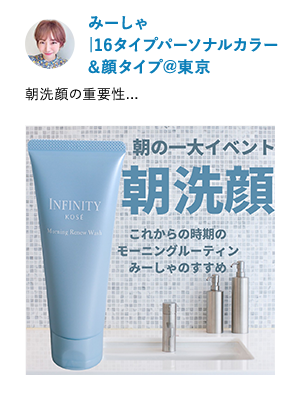 みーしゃ
|16タイプパーソナルカラー
&顔タイプ@東京
朝洗顔の重要性...
朝の一大イベント
朝洗顔
これからの時期の
モーニングルーティン
みーしゃのすすめ
INFINITY
KOSÉ
Morning Renew Wash